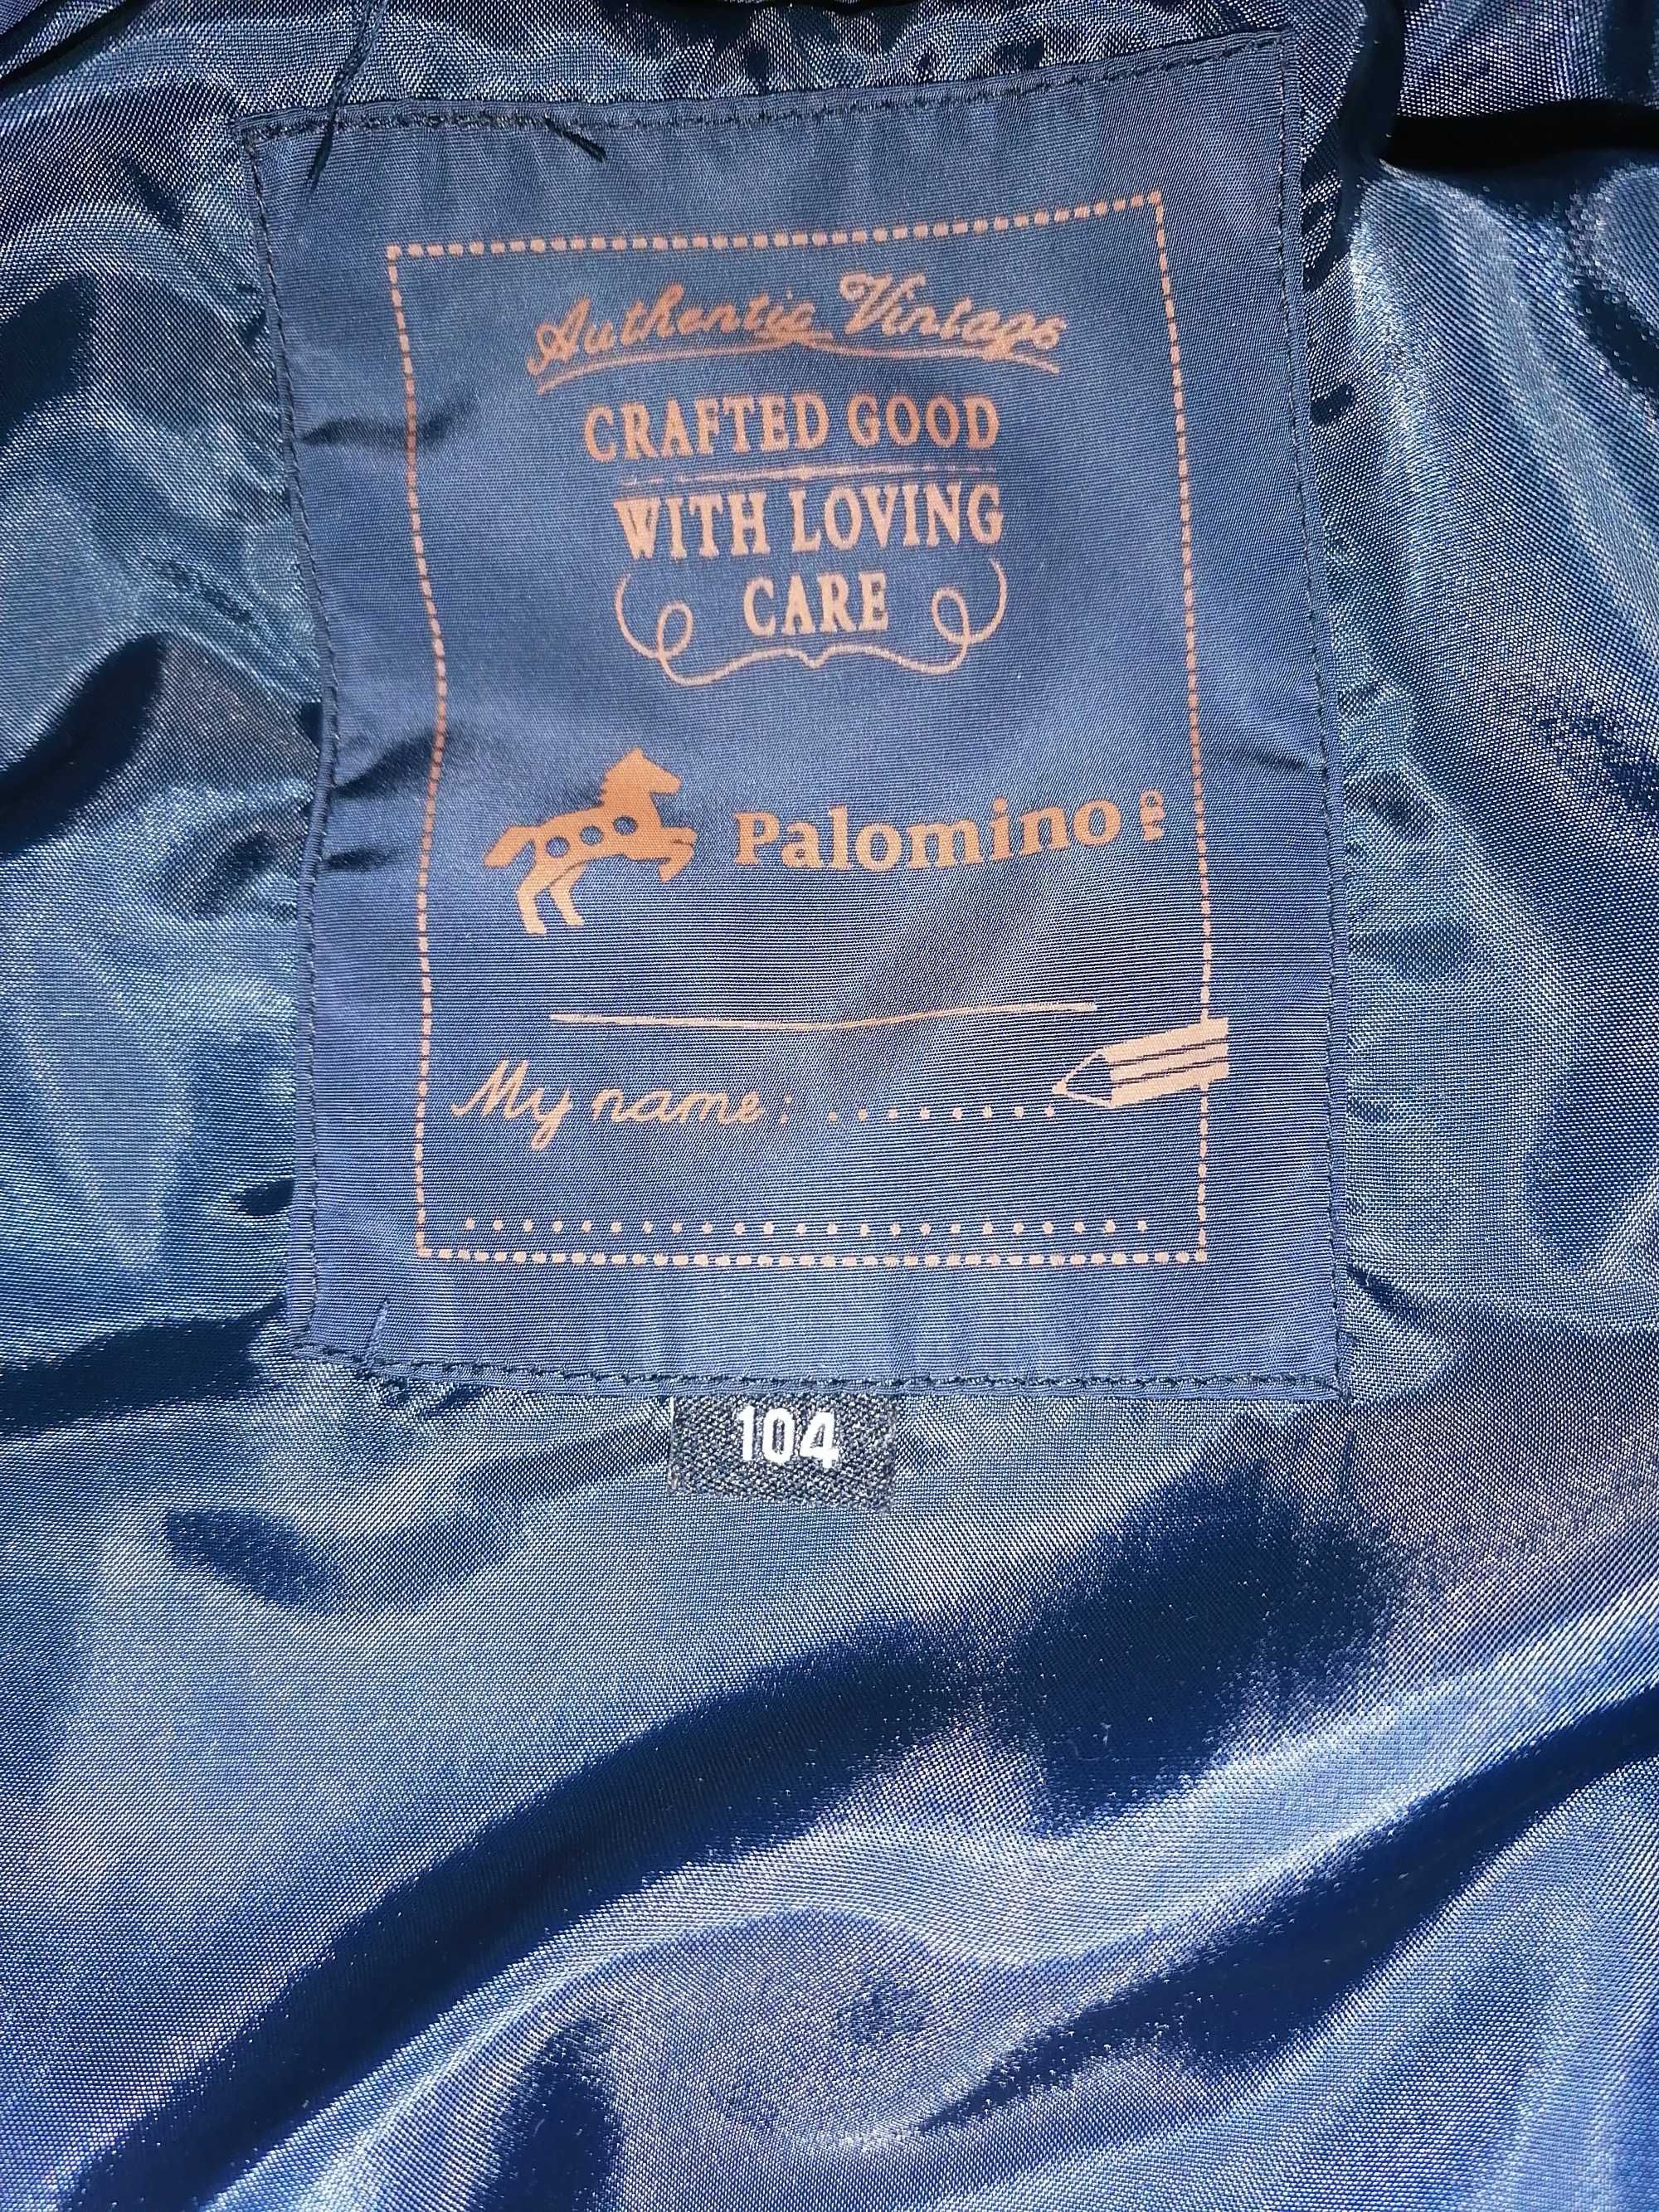 Authentic Vintage
CRAFTED GOOD
WITH LOVING
CARE
Palomino
My name: .........
........................
104